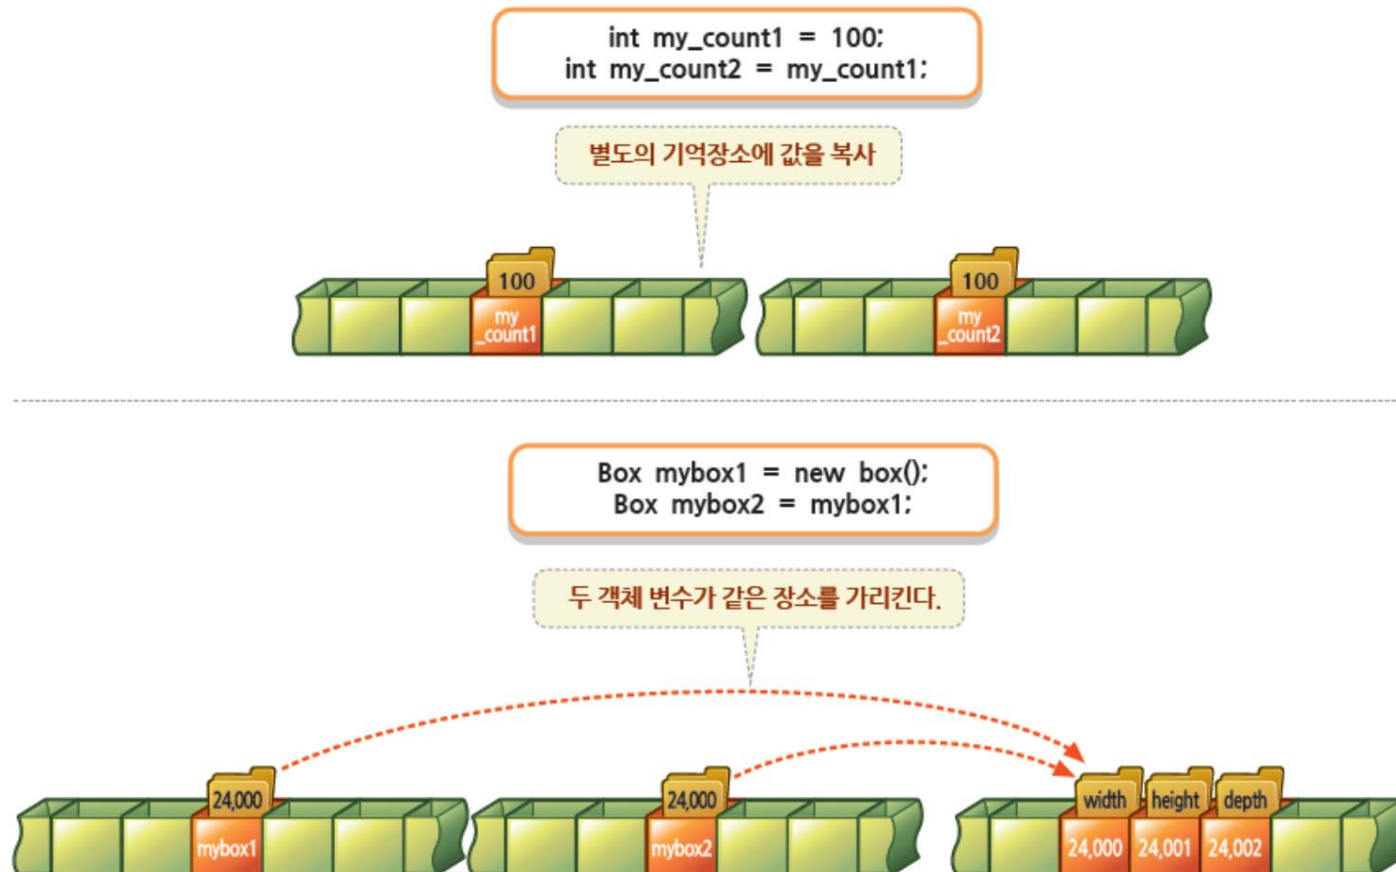 int my_count1 = 100;
int my_count2 = my_count1;
별도의 기억장소에 값을 복사
100
my
_count1
100
my
_count2
Box mybox1 = new box();
Box mybox2 = mybox1;
두 객체 변수가 같은 장소를 가리킨다.
24,000
mybox1
24,000
mybox2
width height depth
24,000 24,001 24,002